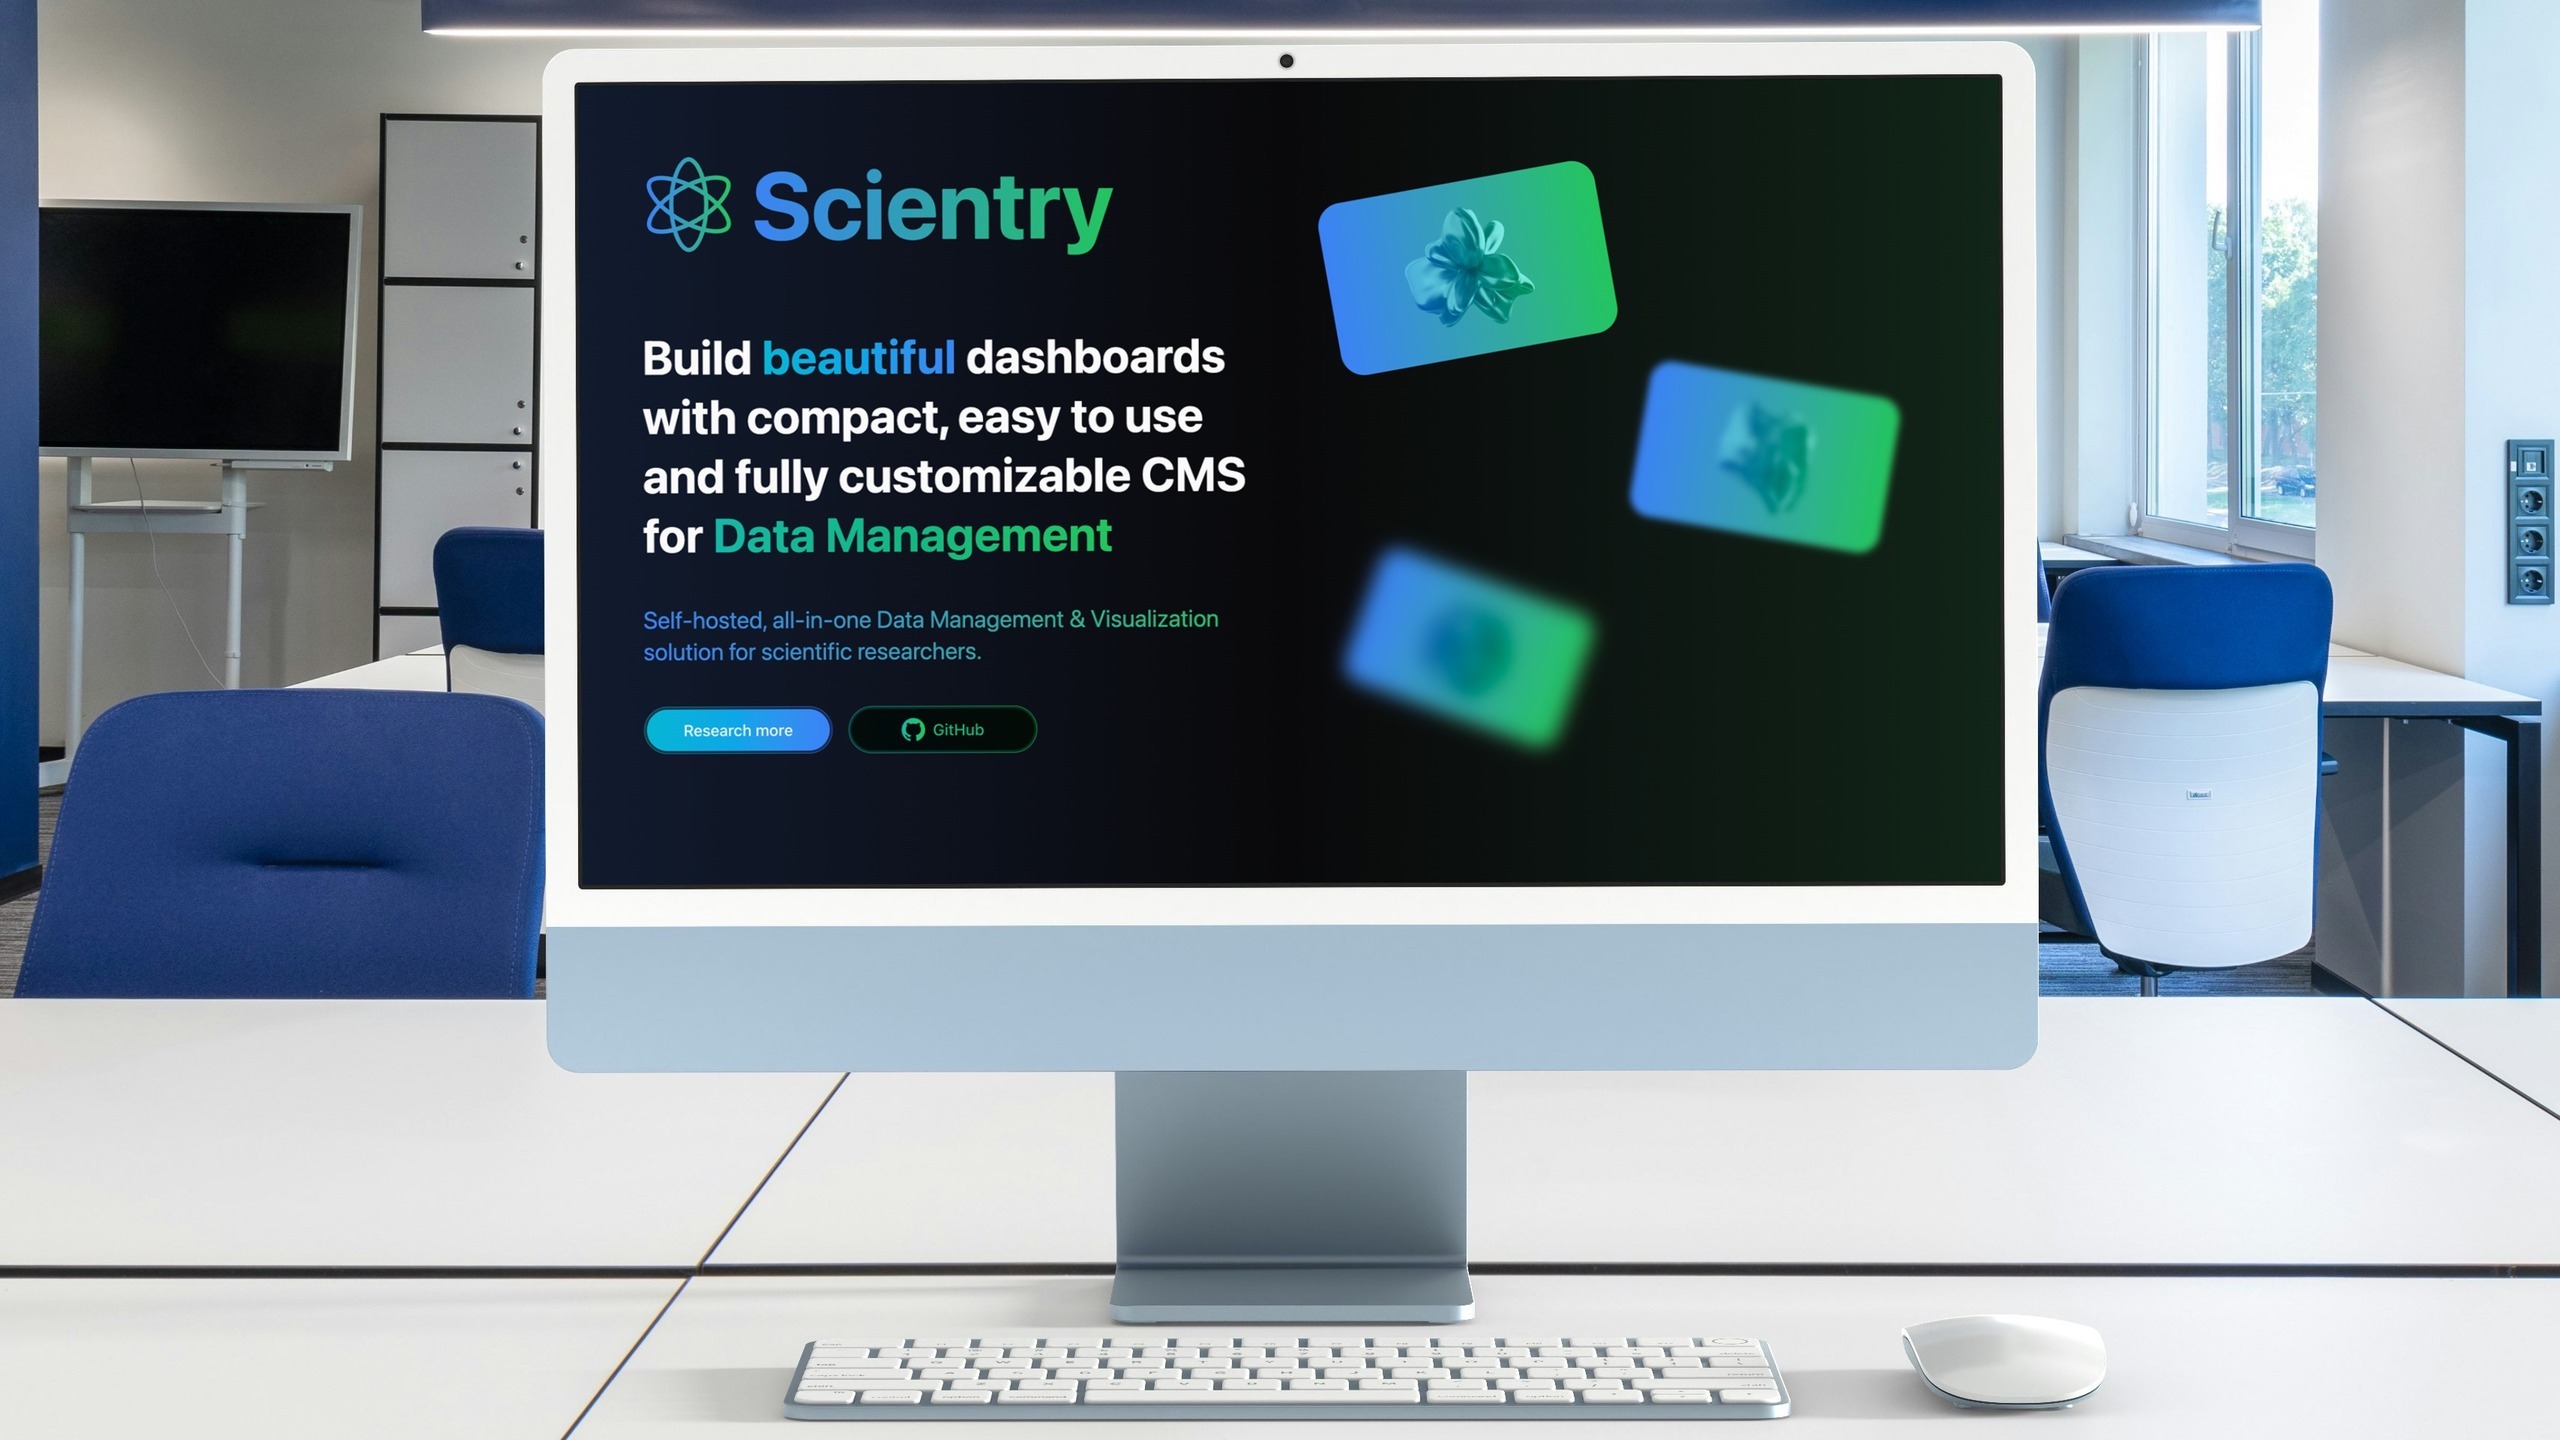 Scientry
Build beautiful dashboards
with compact, easy to use
and fully customizable CMS
for Data Management
Self-hosted, all-in-one Data Management & Visualization
solution for scientific researchers.
Research more
GitHub